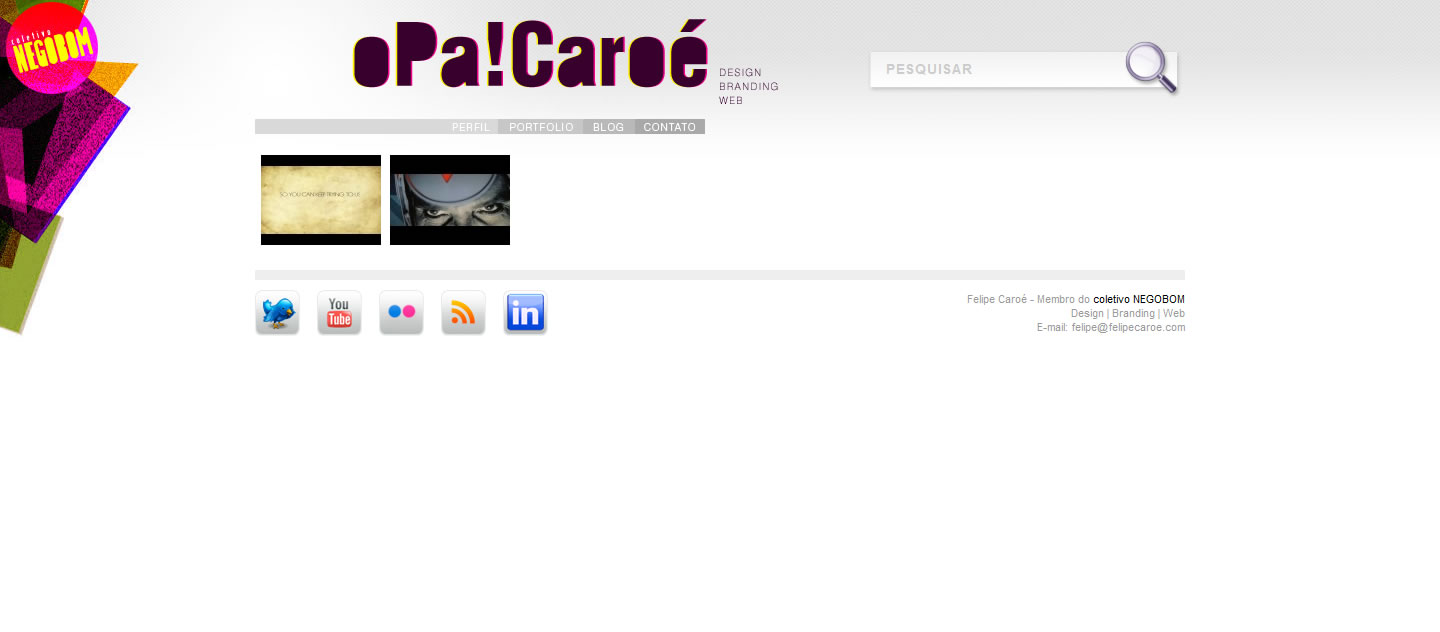 coletivo
NEGOBOM
oPa!Caroé
DESIGN
BRANDING
WEB
PESQUISAR
PERFIL PORTFOLIO BLOG CONTATO
SO YOU CAN KEEP TRYING TO US
You
Tube
in
Felipe Caroé - Membro do coletivo NEGOBOM
Design | Branding | Web
E-mail: felipe@felipecaroe.com